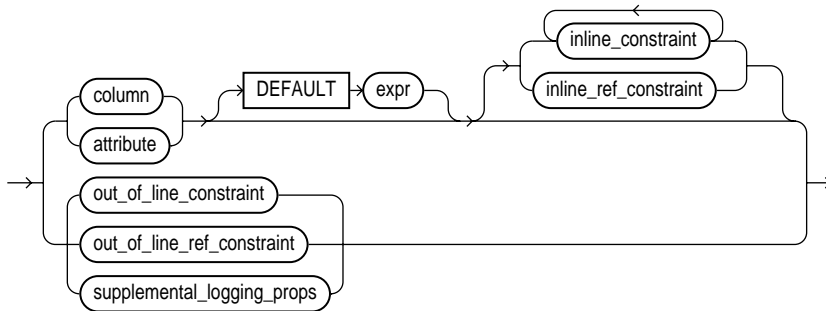 inline_constraint
column DEFAULT expr inline_ref_constraint
attribute
out_of_line_constraint
out_of_line_ref_constraint
supplemental_logging_props